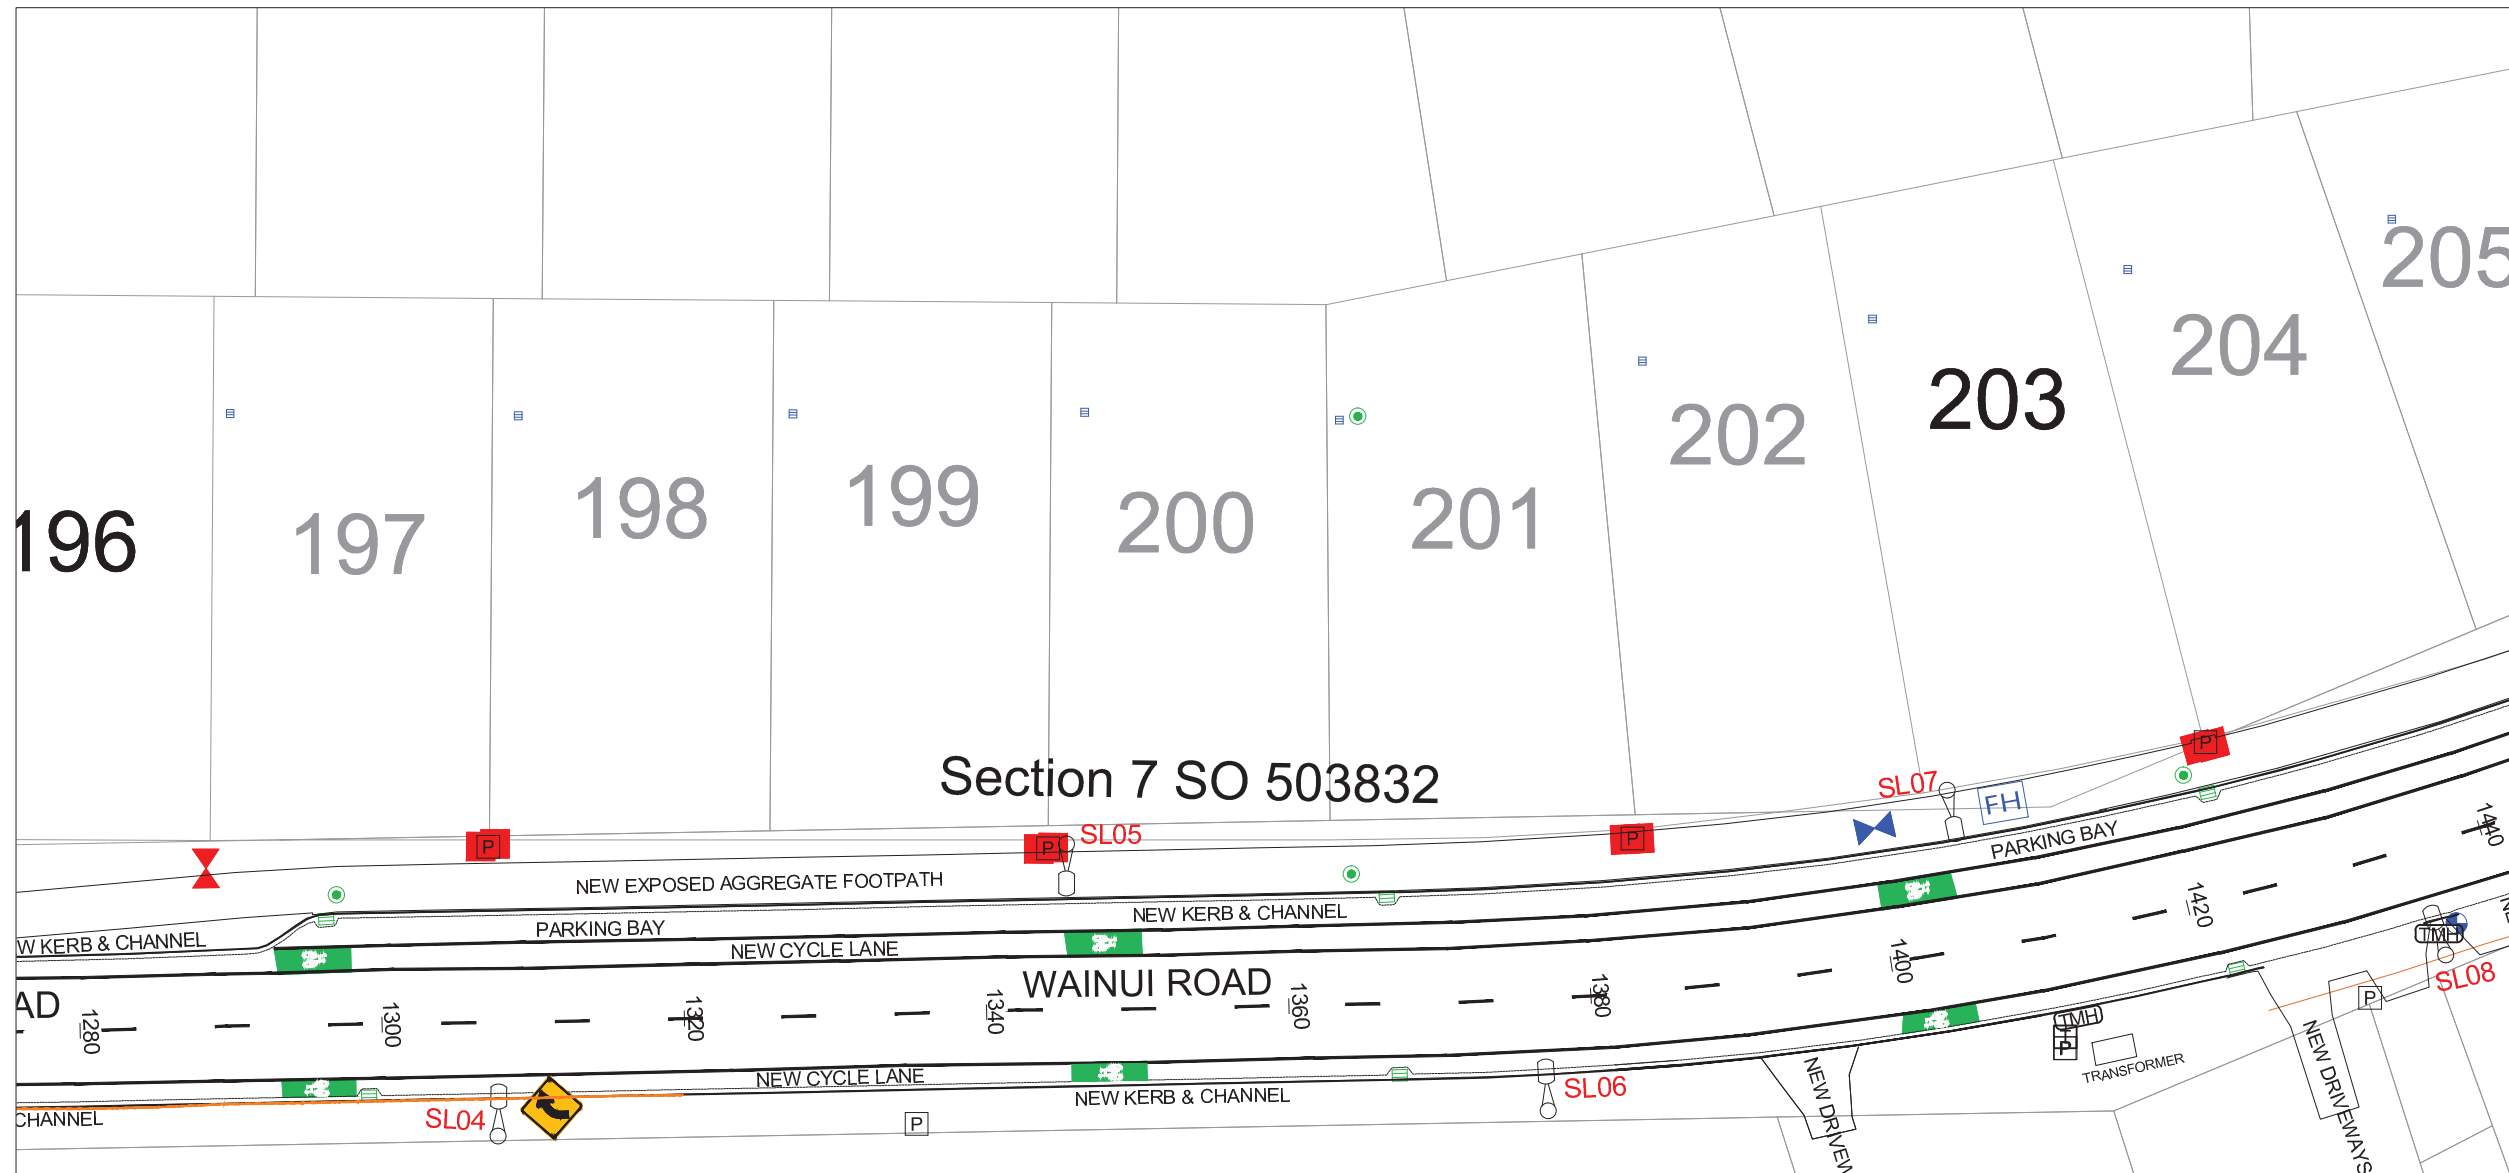 205
204
203
202
196
197
198
199
200
201
Section 7 SO 503832
SL07
FH
P
P
P
SL05
P
NEW EXPOSED AGGREGATE FOOTPATH
PARKING BAY
1440
NEW KERB & CHANNEL
W KERB & CHANNEL
PARKING BAY
NEW CYCLE LANE
1420
TMH
SL08
WAINUI ROAD
AD
1280
1300
1320
1340
1360
1380
1400
P
TMH
P
TRANSFORMER
NEW CYCLE LANE
NEW KERB & CHANNEL
SL06
SL04
CHANNEL
P
NEW DRIVEW
NEW DRIVEWAYS